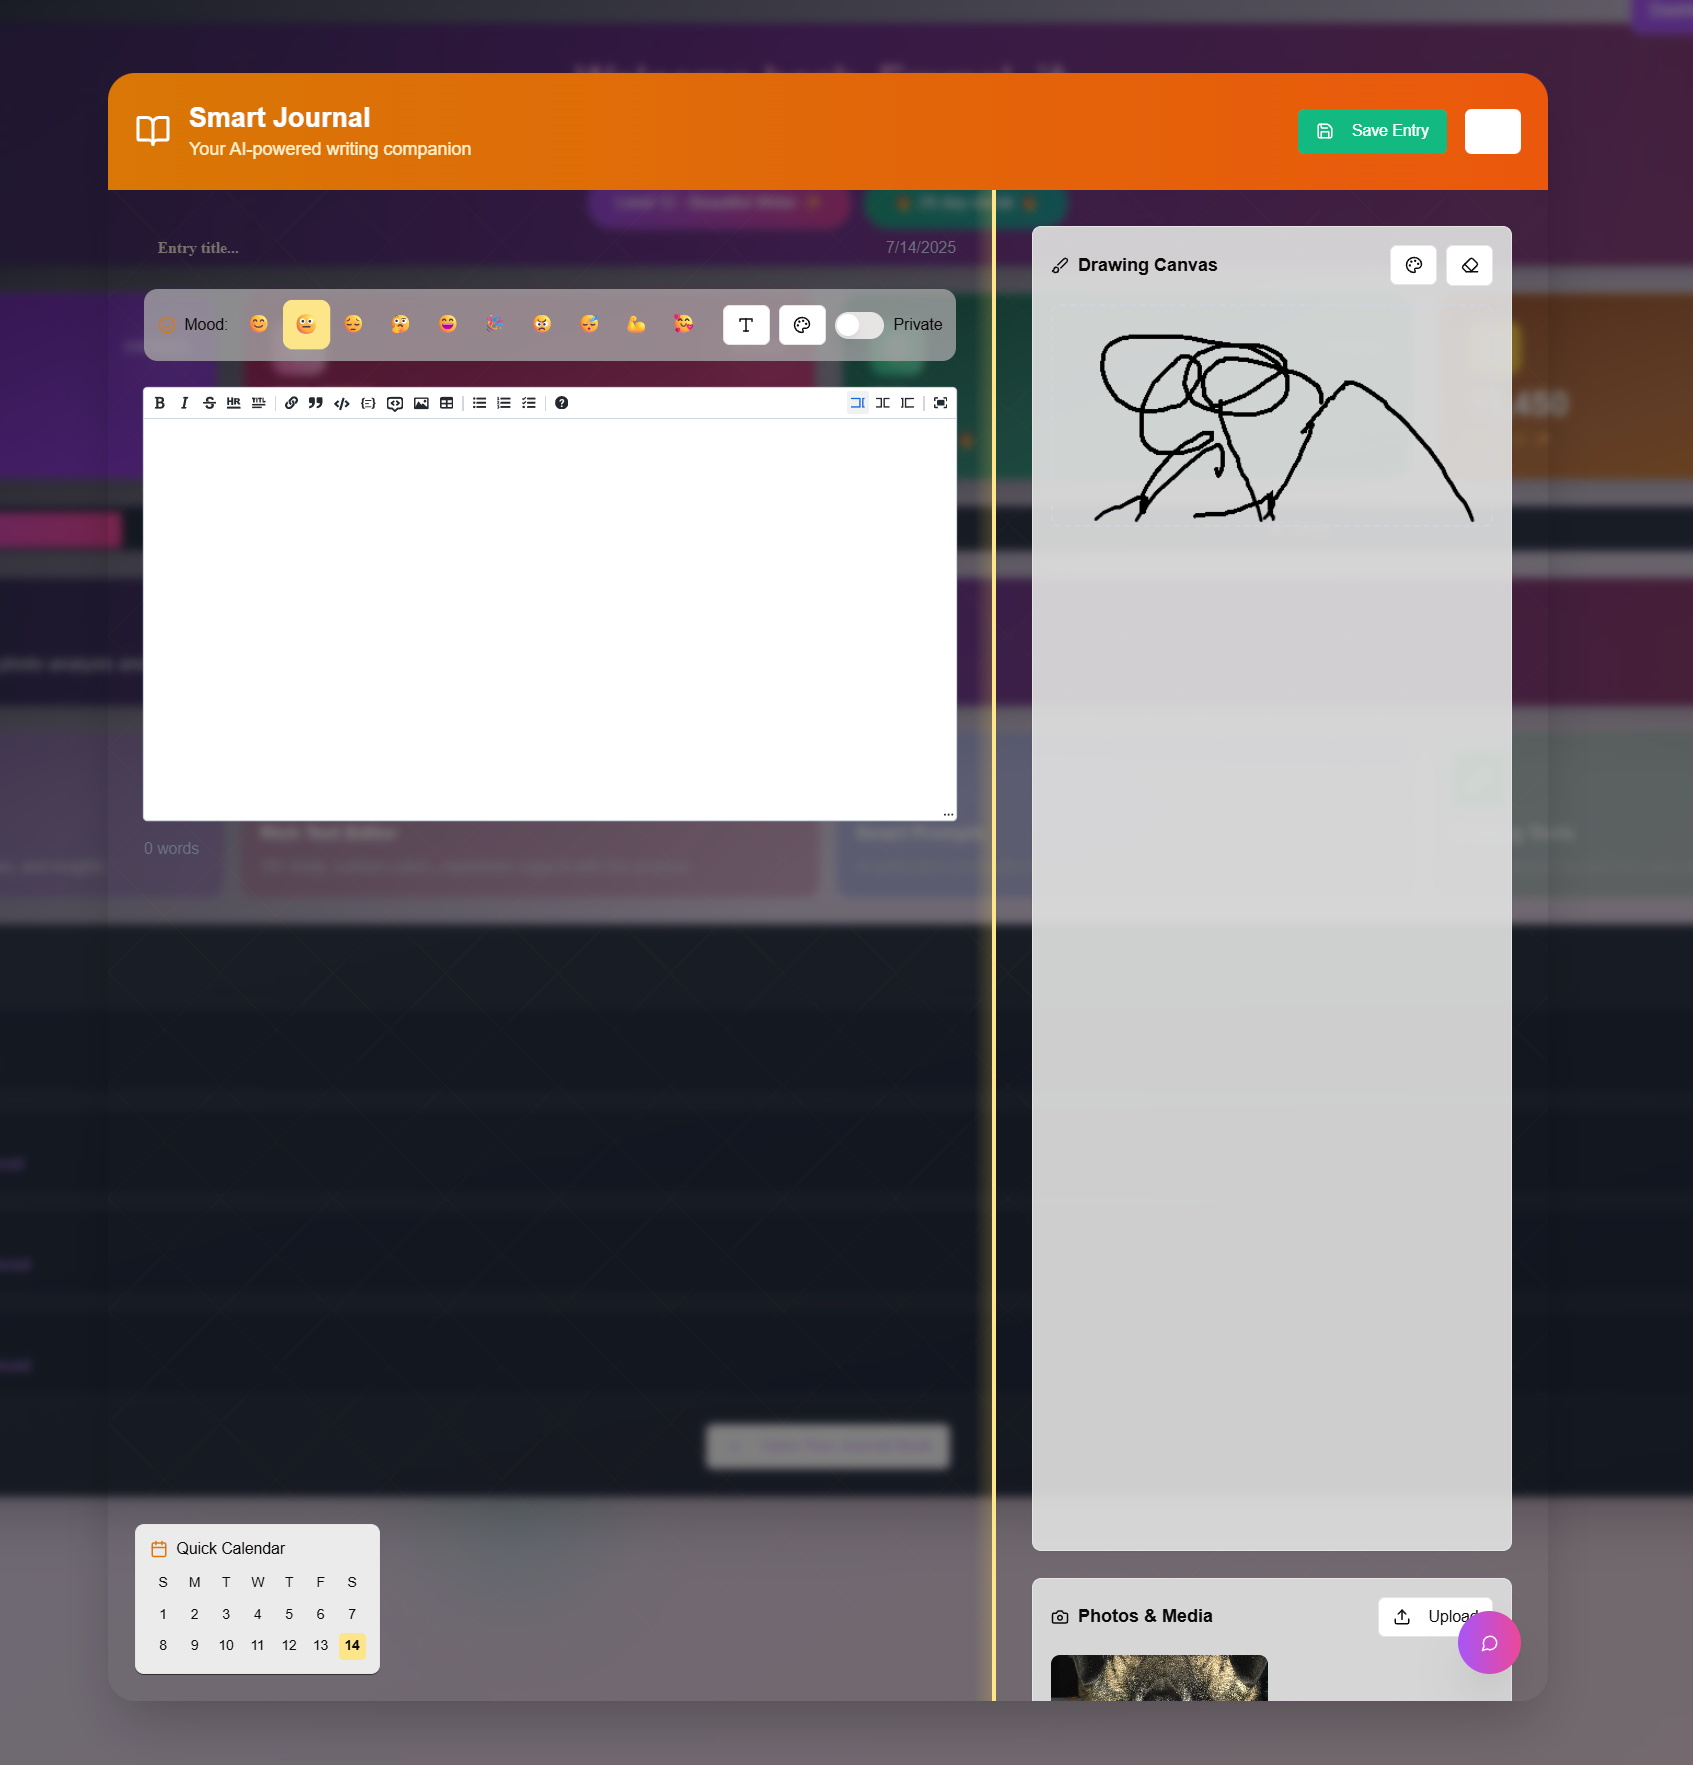 Smart Journal
Your AI-powered writing companion
Save Entry
Entry title...
7/14/2025
Mood:
Private
B I S HR
0 words
Drawing Canvas
450
Quick Calendar
S M T W T F S
1 2 3 4 5 6 7
8 9 10 11 12 13 14
Photos & Media
Upload